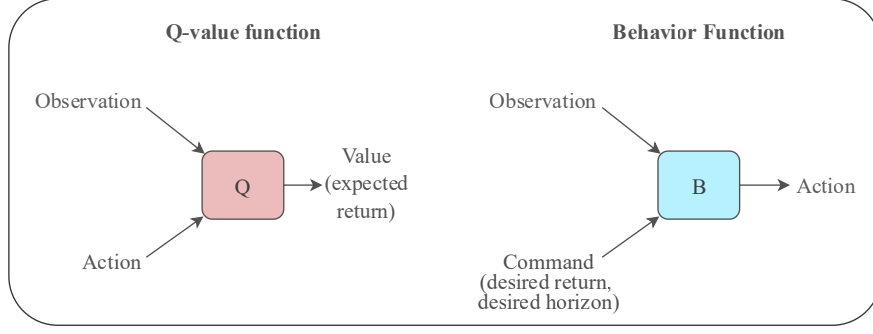 Q-value function
Observation
Q
Value
(expected
return)
Action
Behavior Function
Observation
B
Action
Command
(desired return,
desired horizon)